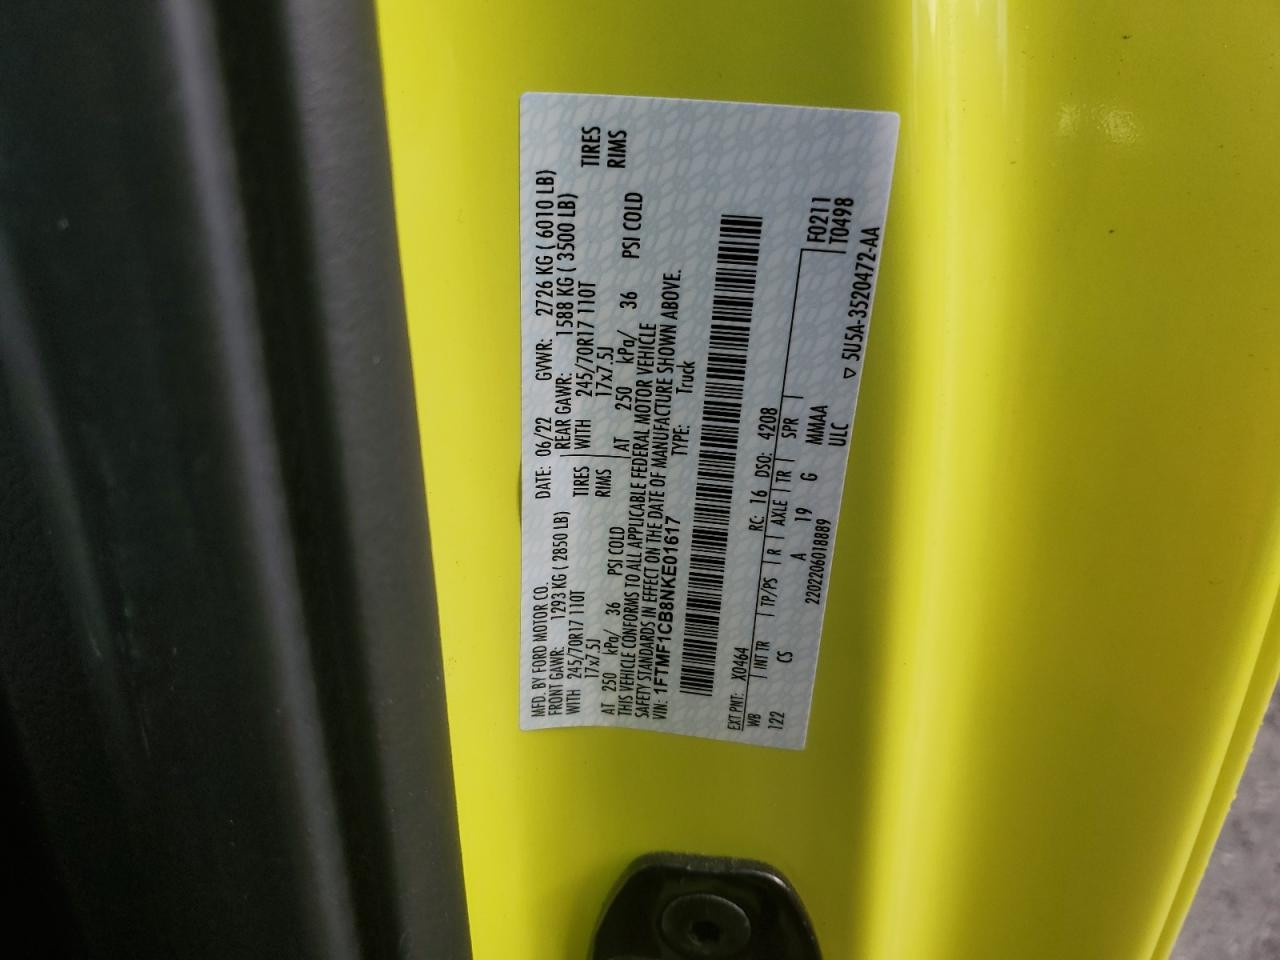 MFD. BY FORD MOTOR CO.
DATE: 06/22 GVWR: 2726 KG ( 6010 LB)
FRONT GAWR: 1293 KG ( 2850 LB) REAR GAWR: 1588 KG ( 3500 LB)
WITH 245/70R17 110T TIRES WITH 245/70R17 110T TIRES
17x7.5J RIMS 17x7.5J RIMS
AT 250 kPa/ 36 PSI COLD AT 250 kPa/ 36 PSI COLD
THIS VEHICLE CONFORMS TO ALL APPLICABLE FEDERAL MOTOR VEHICLE
SAFETY STANDARDS IN EFFECT ON THE DATE OF MANUFACTURE SHOWN ABOVE.
VIN: 1FTMF1CB8NKE01617 TYPE: Truck
EXT PNT: X0464 RC: 16 DSO: 4208
WB INT TR TP/PS R AXLE TR SPR F0211
122 CS A 19 G MMAA T0498
2202206018889 ULC ▽ 5U5A-3520472-AA